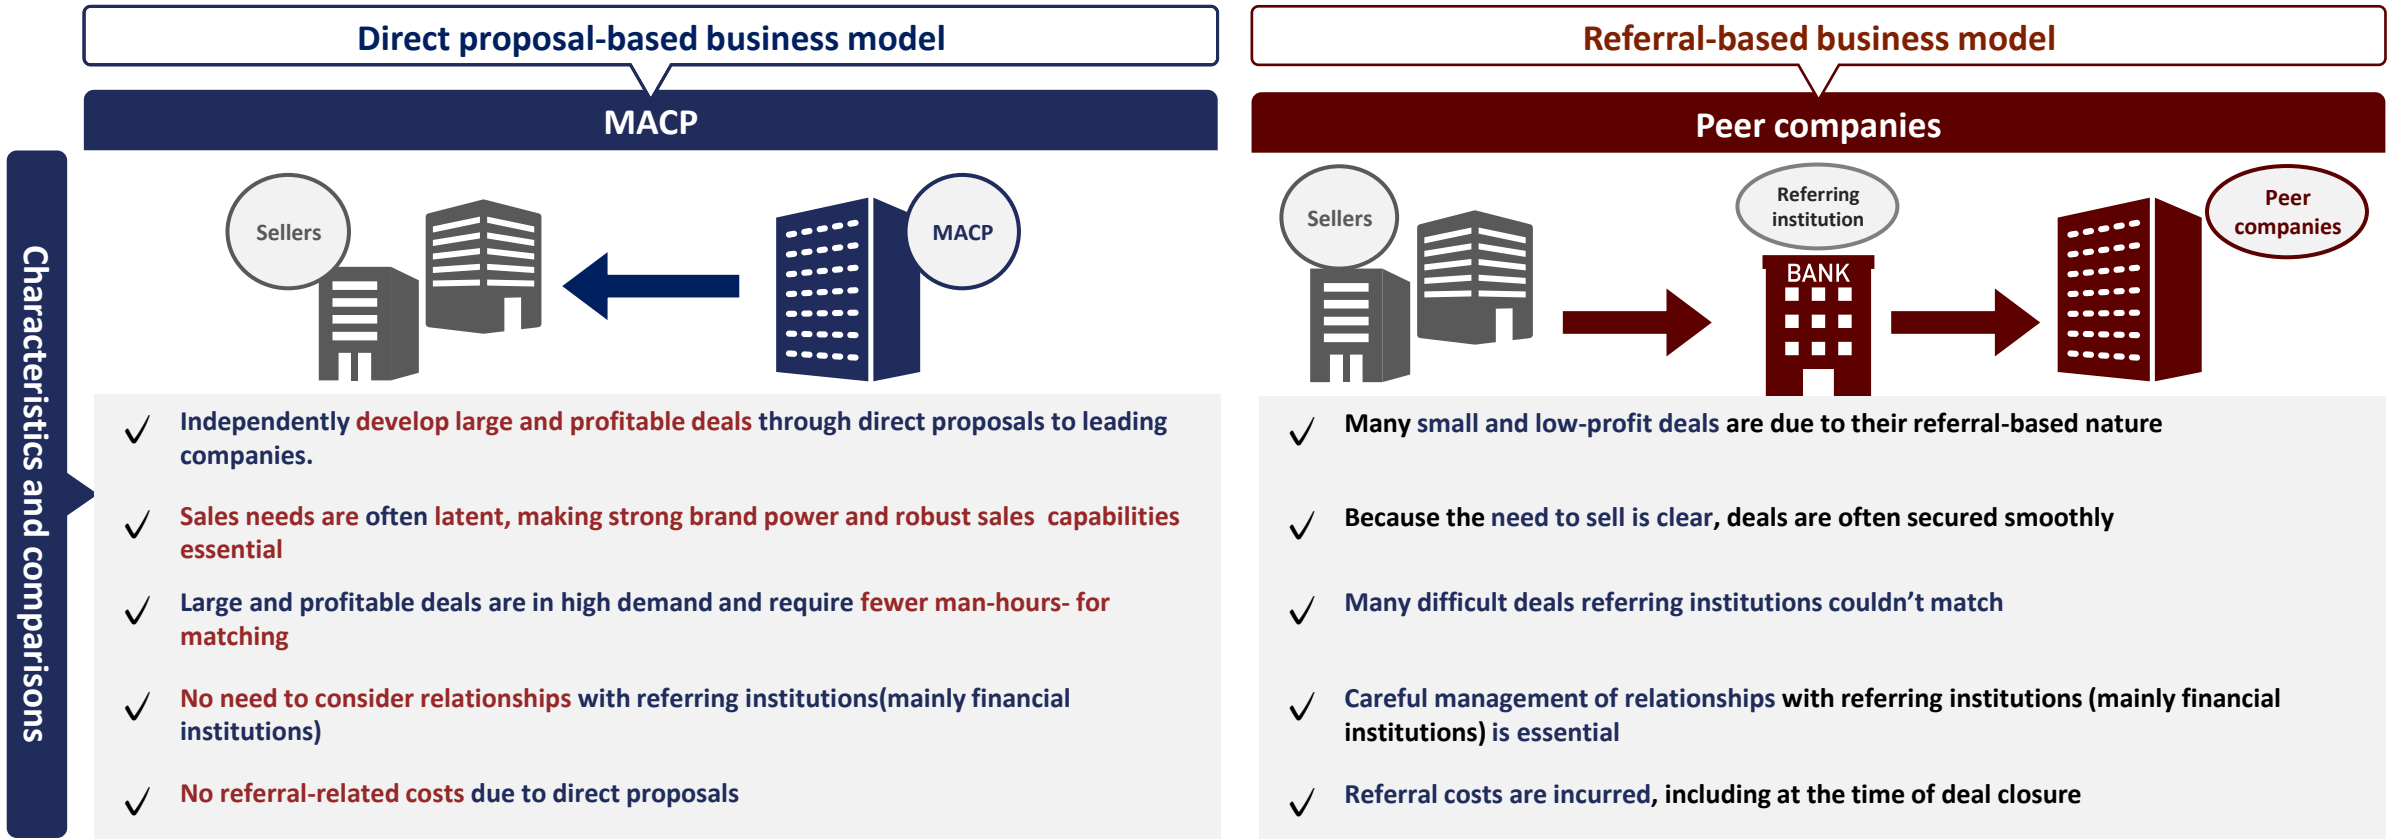 Direct proposal-based business model
MACP
Sellers
MACP
Independently develop large and profitable deals through direct proposals to leading
companies.
Sales needs are often latent, making strong brand power and robust sales  capabilities
essential
Large and profitable deals are in high demand and require fewer man-hours- for
matching
No need to consider relationships with referring institutions(mainly financial
institutions)
No referral-related costs due to direct proposals
Referral-based business model
Peer companies
Sellers
Referring
institution
BANK
Peer
companies
Many small and low-profit deals are due to their referral-based nature
Because the need to sell is clear, deals are often secured smoothly
Many difficult deals referring institutions couldn’t match
Careful management of relationships with referring institutions (mainly financial
institutions) is essential
Referral costs are incurred, including at the time of deal closure
Characteristics and comparisons